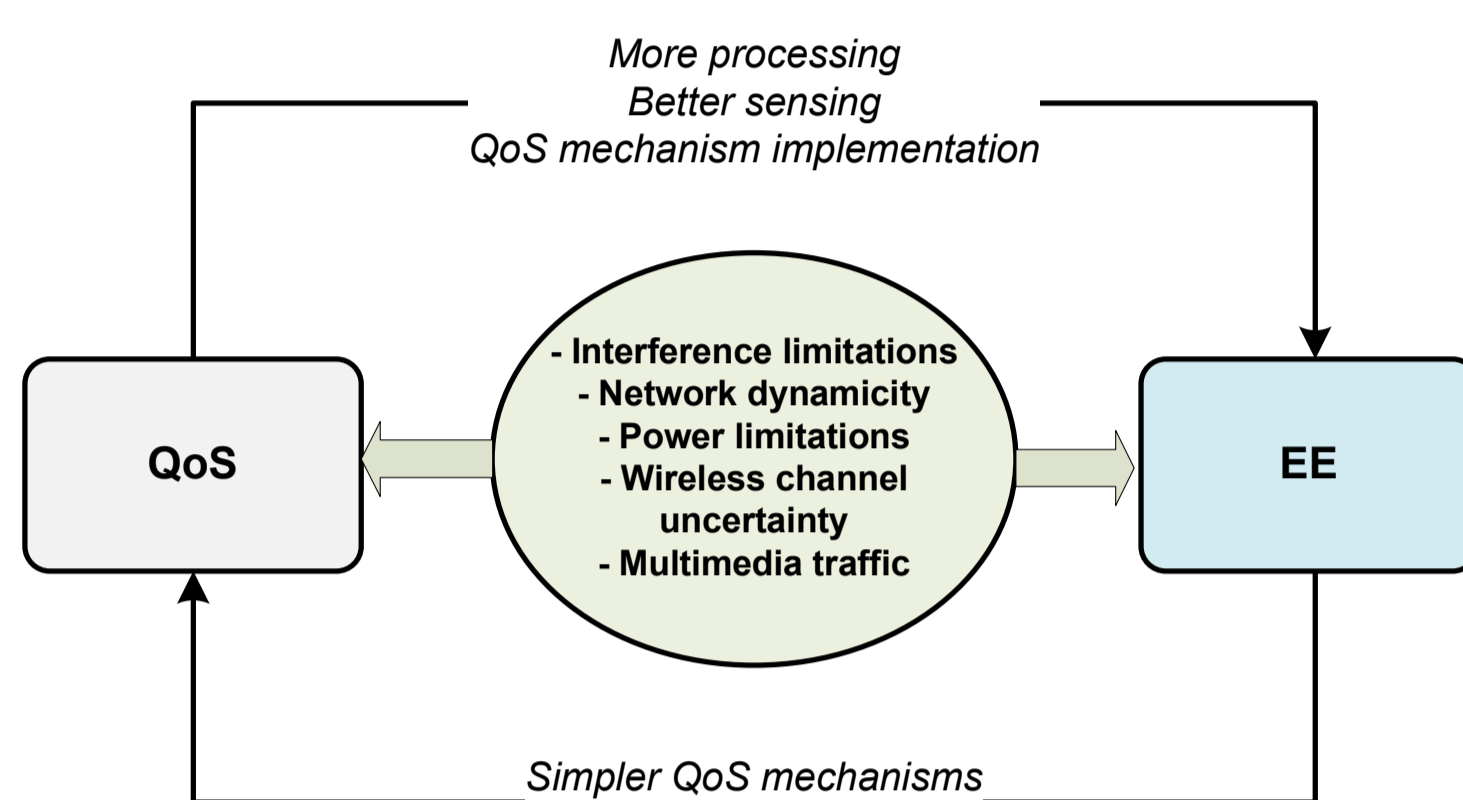 More processing
Better sensing
QoS mechanism implementation
- Interference limitations
- Network dynamicity
- Power limitations
- Wireless channel
uncertainty
- Multimedia traffic
QoS
EE
Simpler QoS mechanisms